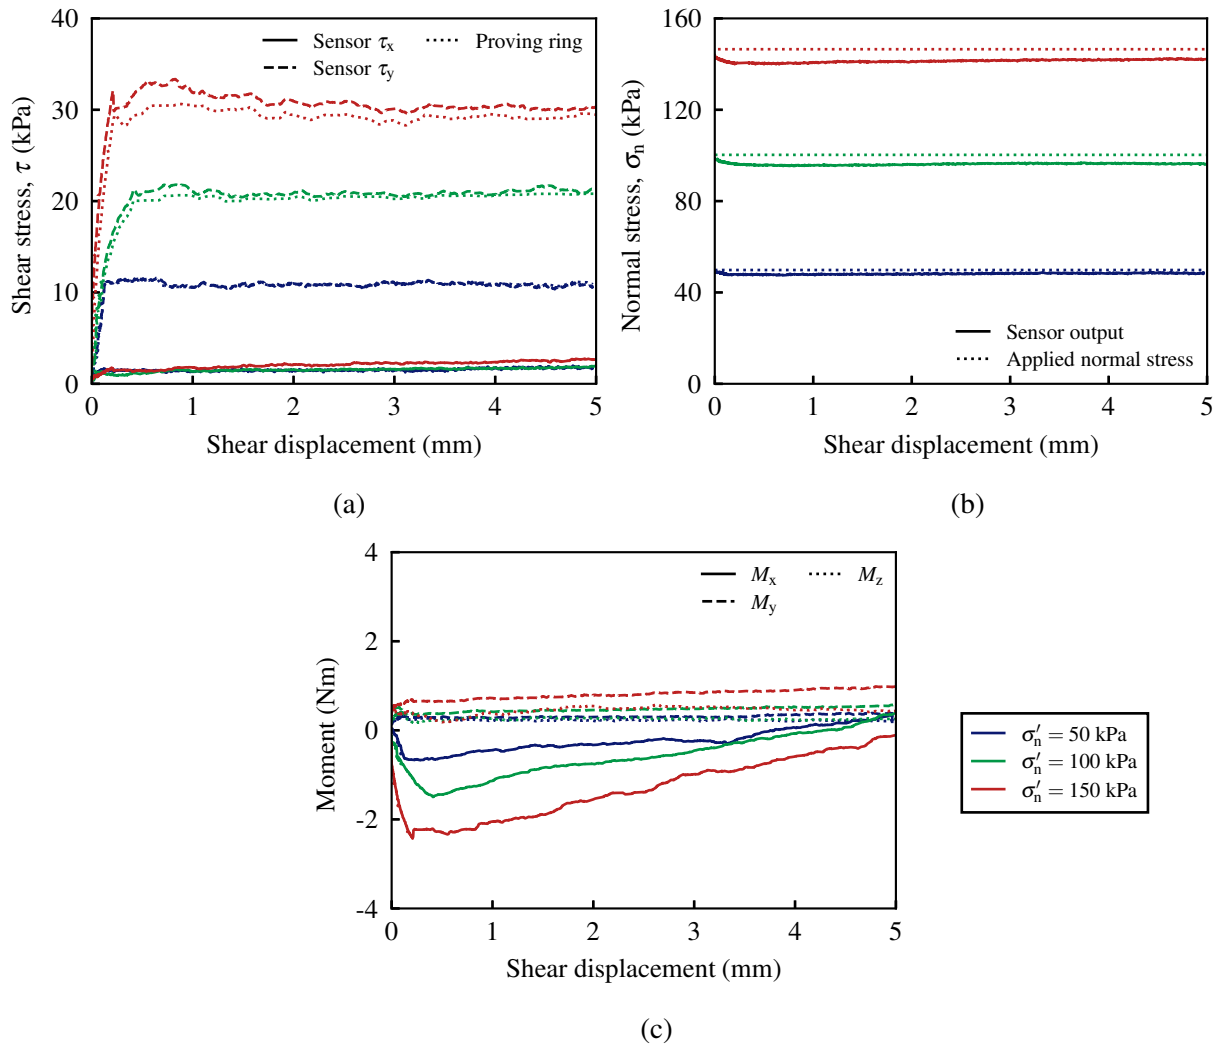 40
30
20
10
0
Shear stress, τ (kPa)
Sensor τx
Sensor τy
Proving ring
0 1 2 3 4 5
Shear displacement (mm)
(a)
160
120
80
40
0
Normal stress, σn (kPa)
Sensor output
Applied normal stress
0 1 2 3 4 5
Shear displacement (mm)
(b)
4
2
0
-2
-4
Moment (Nm)
Mx
My
Mz
0 1 2 3 4 5
Shear displacement (mm)
(c)
σ′n = 50 kPa
σ′n = 100 kPa
σ′n = 150 kPa